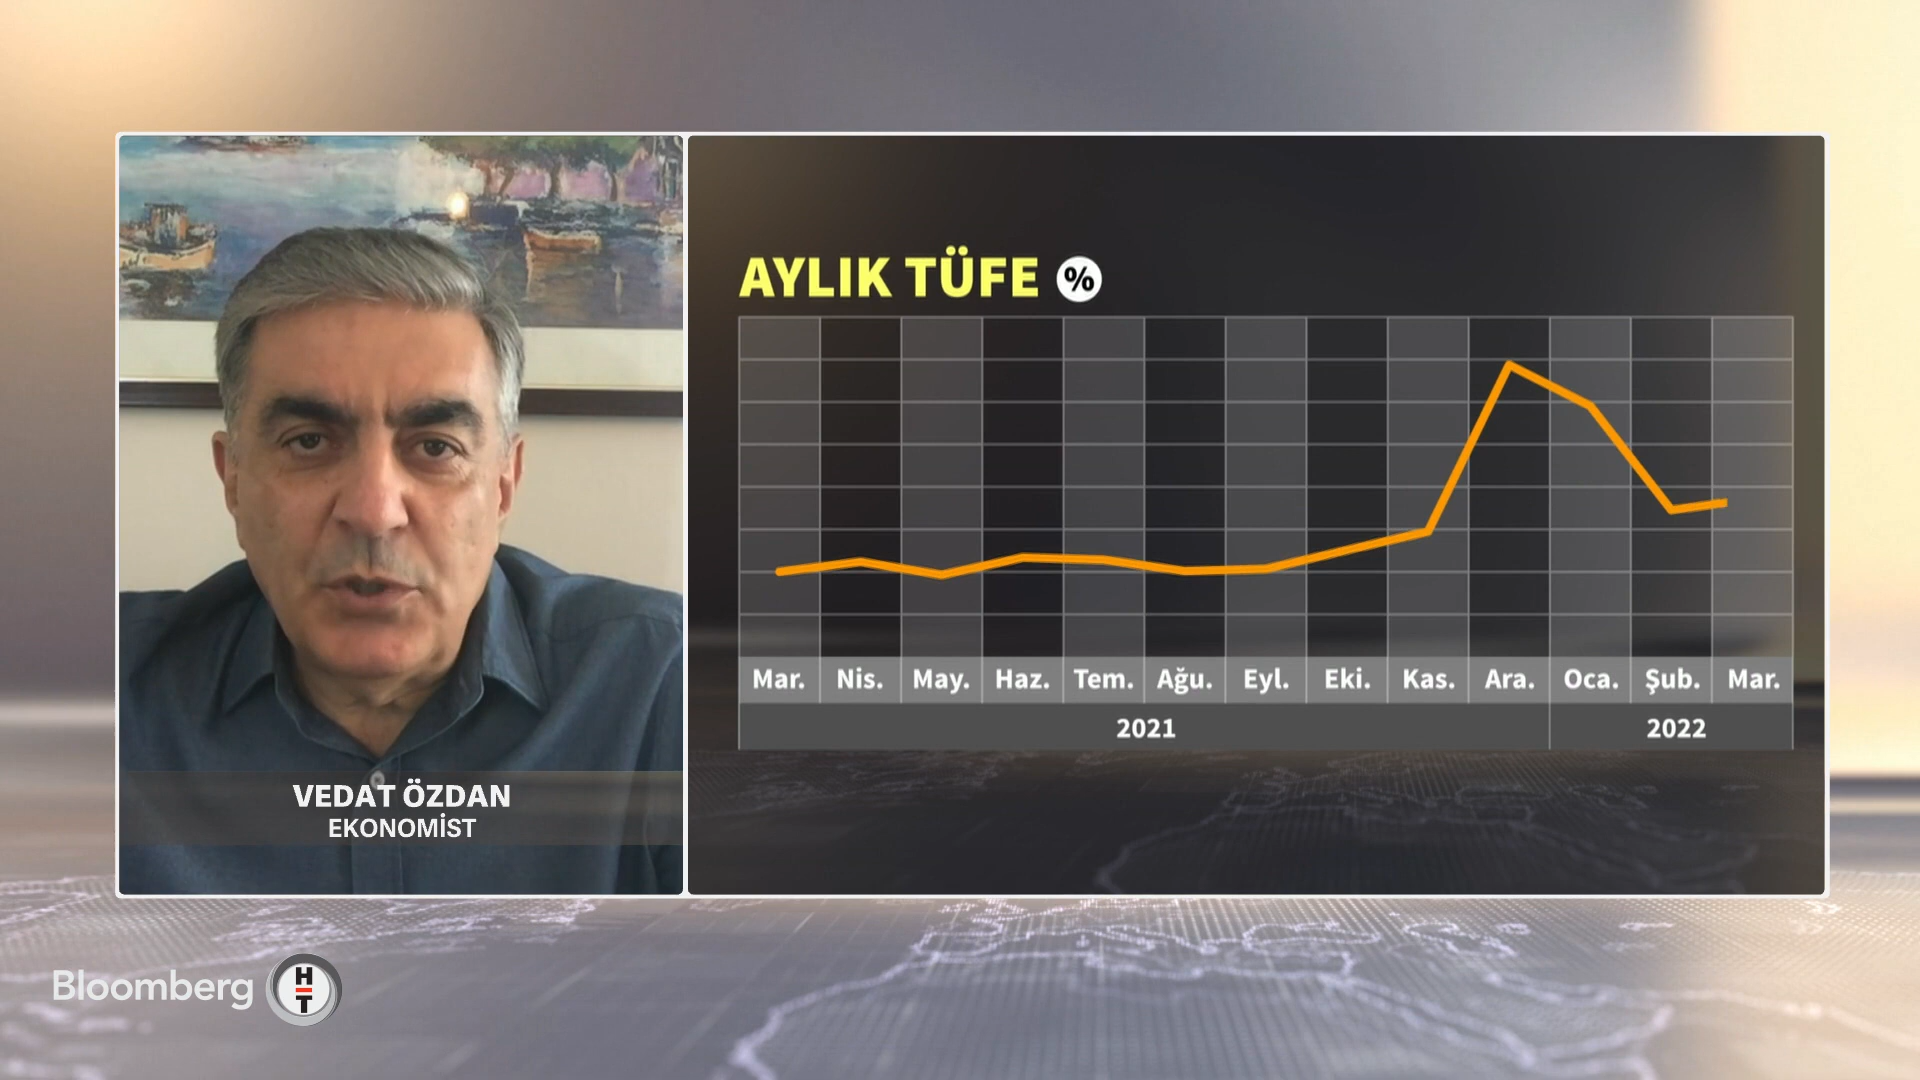 AYLIK TÜFE %
Mar. Nis. May. Haz. Tem. Ağu. Eyl. Eki. Kas. Ara. Oca. Şub. Mar.
2021 2022
VEDAT ÖZDAN
EKONOMİST
Bloomberg HT